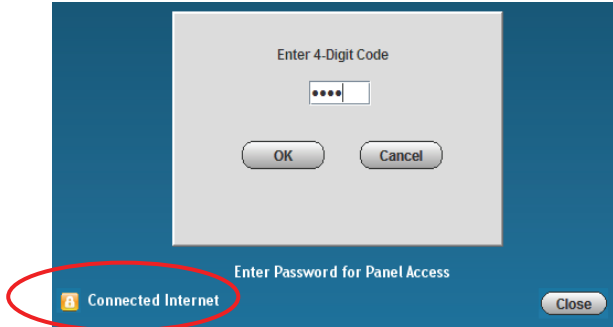 Enter 4-Digit Code
••••
OK Cancel
Enter Password for Panel Access
Connected Internet
Close